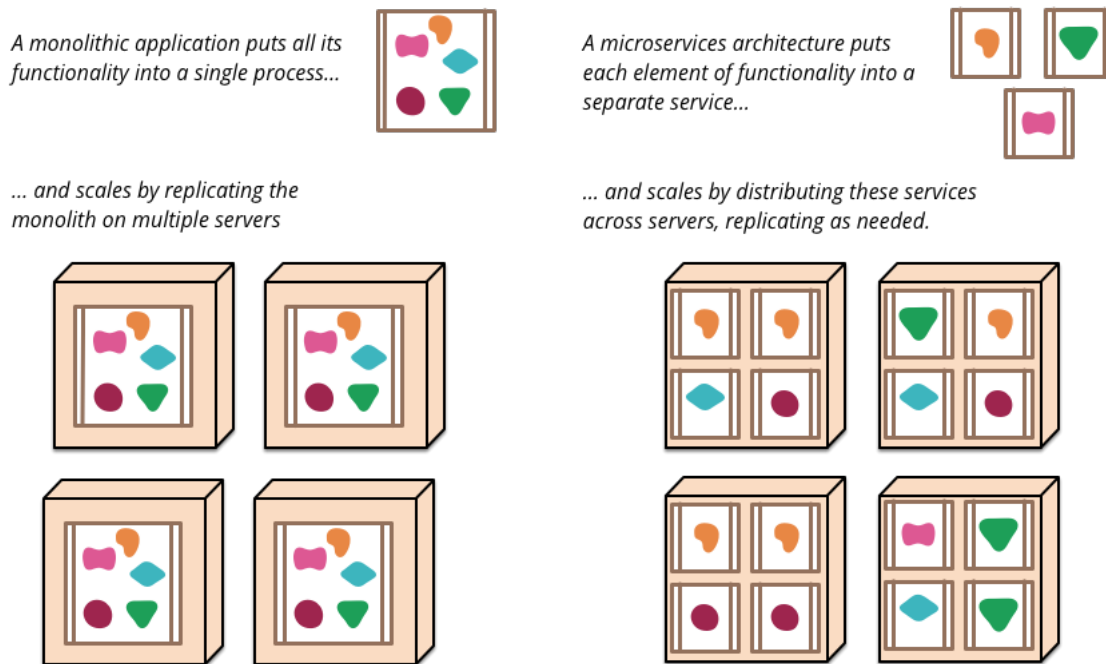 A monolithic application puts all its
functionality into a single process...
... and scales by replicating the
monolith on multiple servers
A microservices architecture puts
each element of functionality into a
separate service...
... and scales by distributing these services
across servers, replicating as needed.